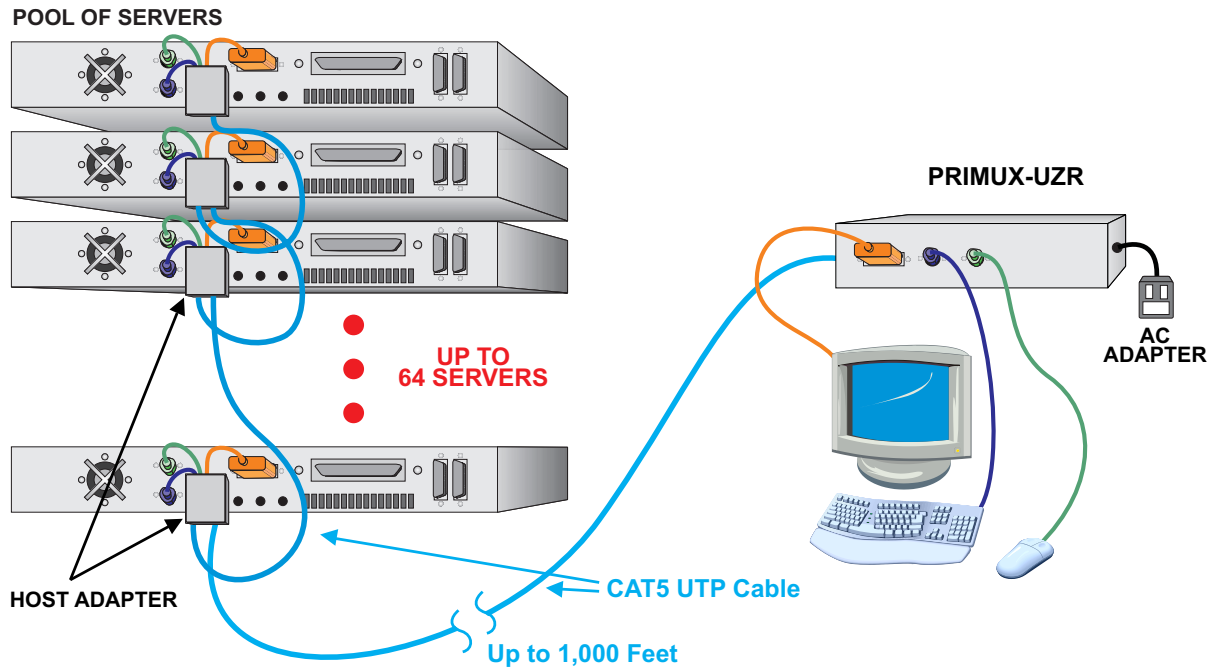 POOL OF SERVERS
PRIMUX-UZR
AC
ADAPTER
UP TO
64 SERVERS
HOST ADAPTER
CAT5 UTP Cable
Up to 1,000 Feet